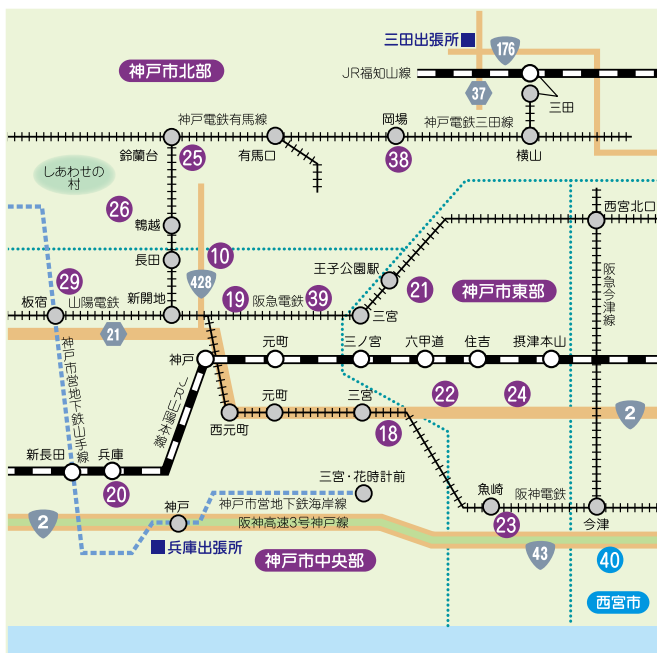 三田出張所
176
神戸市北部
JR福知山線
37
三田
岡場
神戸電鉄有馬線
神戸電鉄三田線
鈴蘭台
25
有馬口
38
横山
しあわせの
村
26
鵯越
西宮北口
長田
10
王子公園駅
29
428
21
神戸市東部
阪急今津線
新開地
19
阪急電鉄
39
板宿
山陽電鉄
三宮
21
神戸市営地下鉄山手線
神戸
元町
三ノ宮
六甲道
住吉
摂津本山
JR山陽本線
元町
三宮
22
24
2
西元町
18
新長田
兵庫
20
三宮・花時計前
魚崎
阪神電鉄
神戸
神戸市営地下鉄海岸線
2
阪神高速3号神戸線
23
今津
兵庫出張所
神戸市中央部
43
40
西宮市